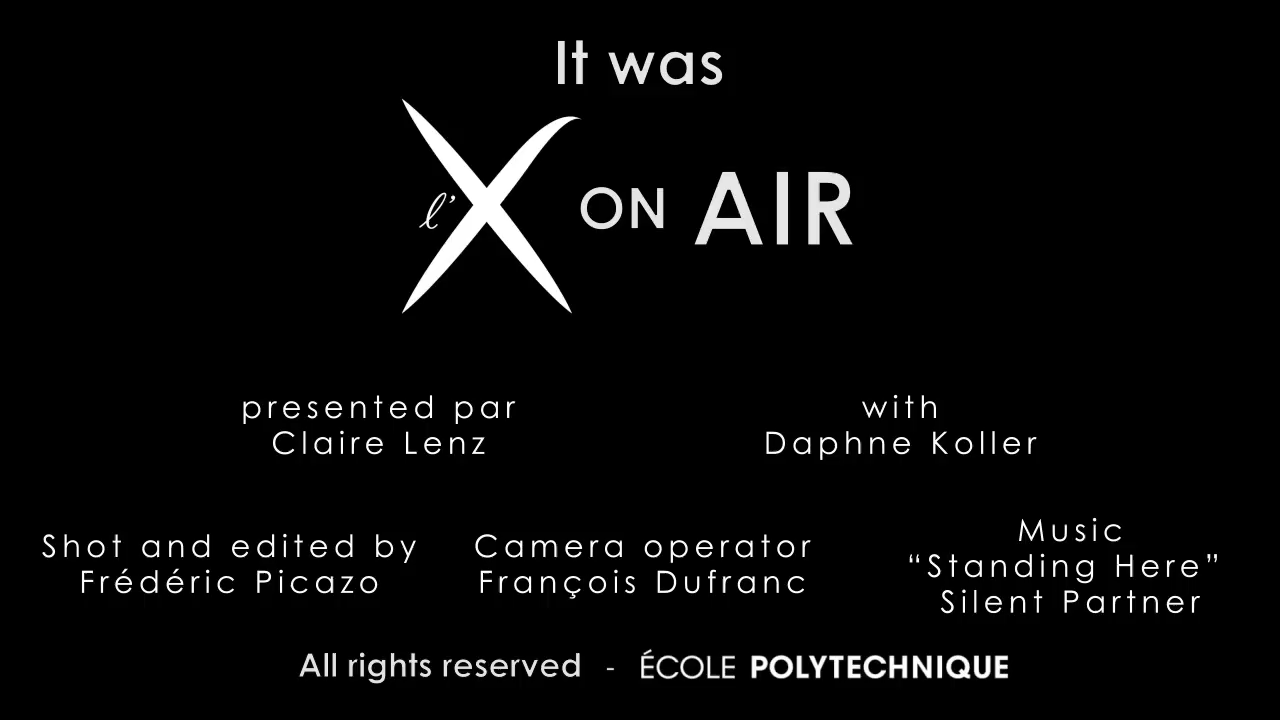 It was
l'X ON AIR
presented par
Claire Lenz
with
Daphne Koller
Shot and edited by
Frédéric Picazo
Camera operator
François Dufranc
Music
“Standing Here”
Silent Partner
All rights reserved - ÉCOLE POLYTECHNIQUE